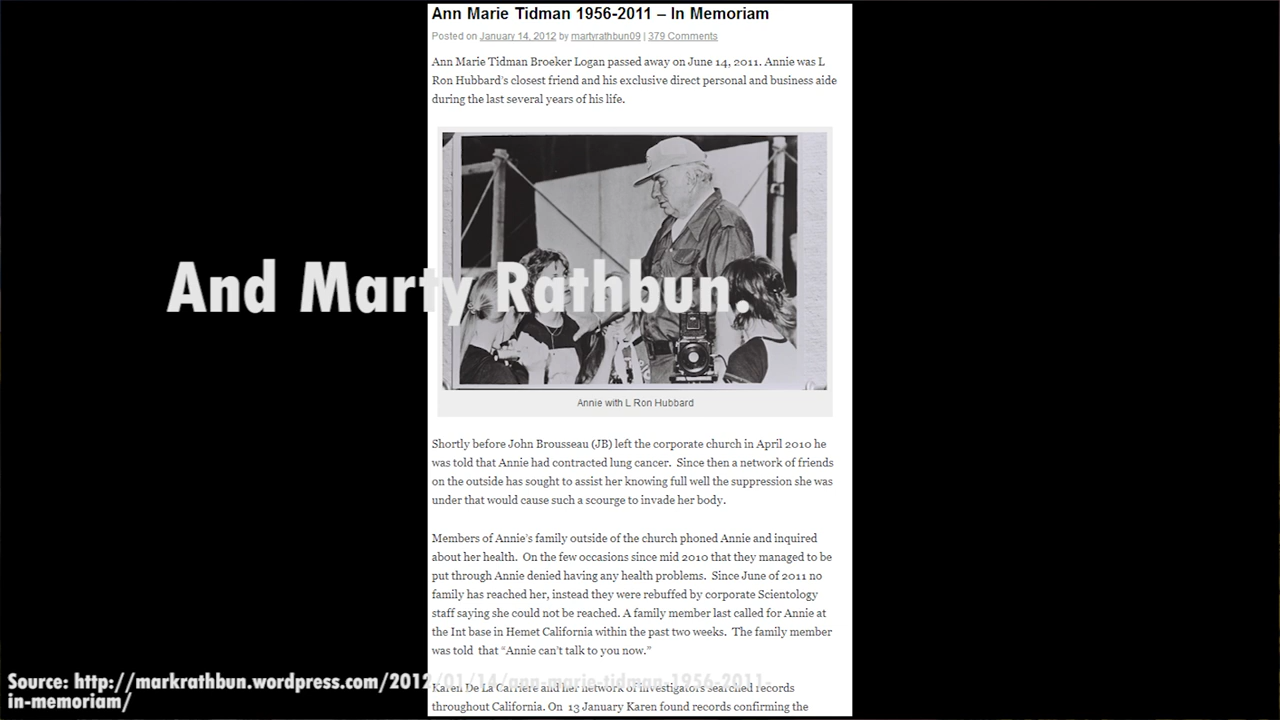 Ann Marie Tidman 1956-2011 – In Memoriam
Posted on January 14, 2012 by martyrathbun09 | 379 Comments
Ann Marie Tidman Broeker Logan passed away on June 14, 2011. Annie was L
Ron Hubbard's closest friend and his exclusive direct personal and business aide
during the last several years of his life.
And Marty Rathbun.
Annie with L Ron Hubbard
Shortly before John Brousseau (JB) left the corporate church in April 2010 he
was told that Annie had contracted lung cancer. Since then a network of friends
on the outside has sought to assist her knowing full well the suppression she was
under that would cause such a scourge to invade her body.
Members of Annie's family outside of the church phoned Annie and inquired
about her health. On the few occasions since mid 2010 that they managed to be
put through Annie denied having any health problems. Since June of 2011 no
family has reached her, instead they were rebuffed by corporate Scientology
staff saying she could not be reached. A family member last called for Annie at
the Int base in Hemet California within the past two weeks. The family member
was told that "Annie can't talk to you now."
Karen De La Carriere and her network of investigators searched records
throughout California. On 13 January Karen found records confirming the
Source: http://markrathbun.wordpress.com/2012/01/14/ann-marie-tidman-1956-2011-
in-memoriam/